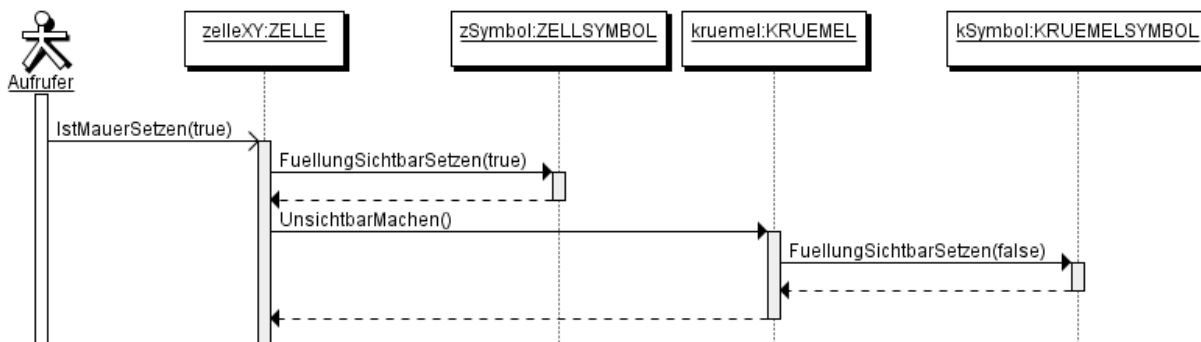 zelleXY:ZELLE
zSymbol:ZELLSYMBOL
kruemel:KRUEMEL
kSymbol:KRUEMELSYMBOL
Aufrufer
IstMauerSetzen(true)
FuellungSichtbarSetzen(true)
UnsichtbarMachen()
FuellungSichtbarSetzen(false)